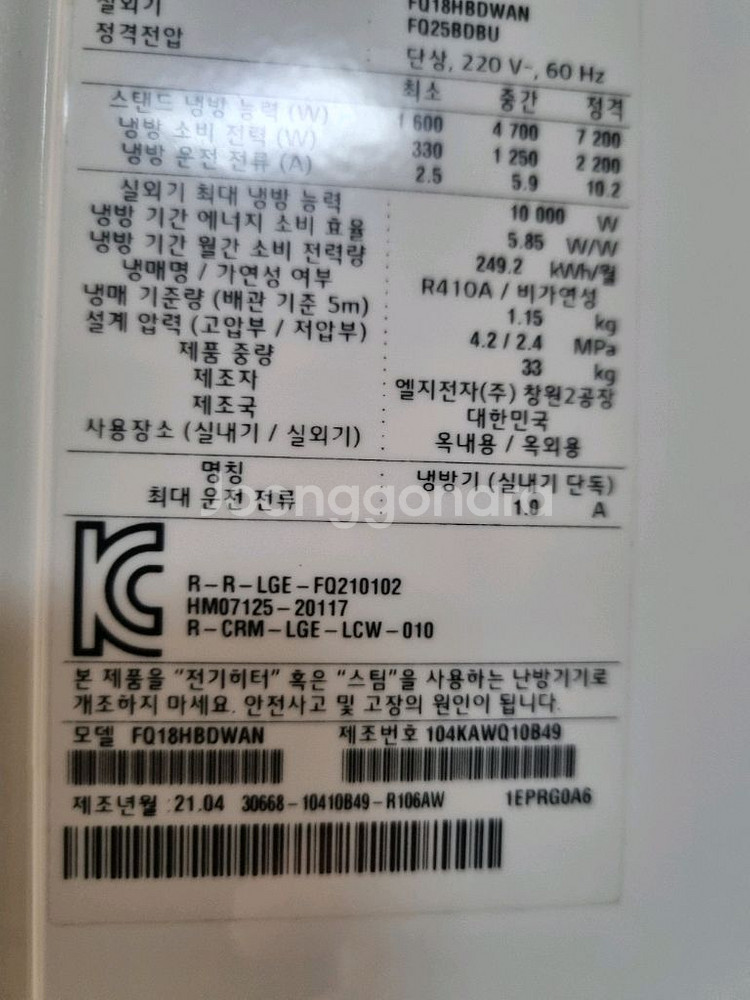 실외기
FQ18HBDWAN
FQ25BDBU
정격전압
단상, 220 V~, 60 Hz
최소 중간 정격
스탠드 냉방 능력 (W) 1 600 4 700 7 200
냉방 소비 전력 (W) 330 1 250 2 200
냉방 운전 전류 (A) 2.5 5.9 10.2
실외기 최대 냉방 능력 10 000 W
냉방 기간 에너지 소비 효율 5.85 W/W
냉방 기간 월간 소비 전력량 249.2 kWh/월
냉매명 / 가연성 여부 R410A / 비가연성
냉매 기준량 (배관 기준 5m) 1.15 kg
설계 압력 (고압부 / 저압부) 4.2 / 2.4 MPa
제품 중량 33 kg
제조자 엘지전자(주) 창원2공장
제조국 대한민국
사용장소 (실내기 / 실외기) 옥내용 / 옥외용
명칭 : 냉방기 (실내기 단독)
최대 운전 전류 : 1.9 A
joonggonara
R-R-LGE-FQ210102
HM07125-20117
R-CRM-LGE-LCW-010
본 제품을 "전기히터" 혹은 "스팀"을 사용하는 난방기기로
개조하지 마세요. 안전사고 및 고장의 원인이 됩니다.
모델 FQ18HBDWAN 제조번호 104KAWQ10B49
제조년월 : 21.04 30668-10410B49-R106AW 1EPRG0A6